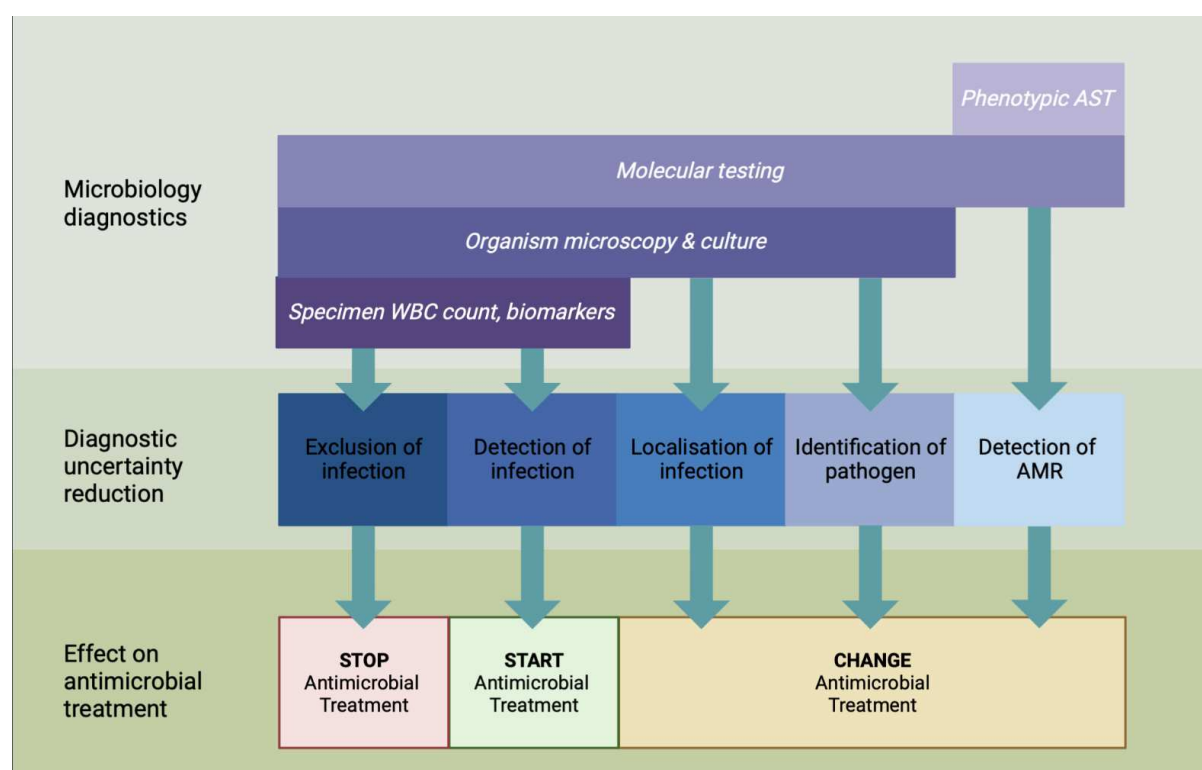 Phenotypic AST
Molecular testing
Microbiology
diagnostics
Organism microscopy & culture
Specimen WBC count, biomarkers
Diagnostic
uncertainty
reduction
Exclusion of
infection
Detection of
infection
Localisation of
infection
Identification of
pathogen
Detection of
AMR
Effect on
antimicrobial
treatment
STOP
Antimicrobial
Treatment
START
Antimicrobial
Treatment
CHANGE
Antimicrobial
Treatment